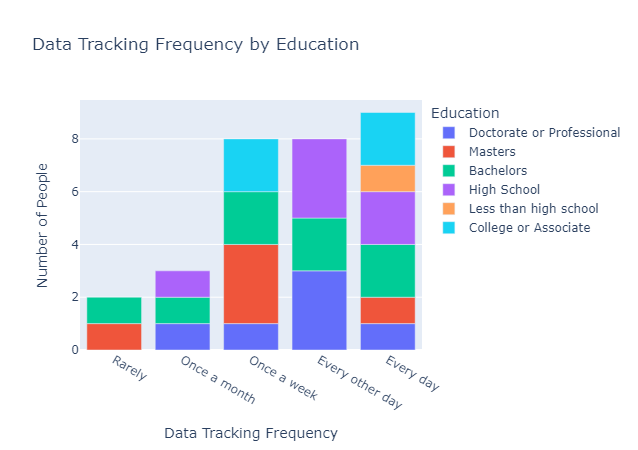 Data Tracking Frequency by Education
Education
Doctorate or Professional
Masters
Bachelors
High School
Less than high school
College or Associate
Number of People
8
6
4
2
0
Rarely
Once a month
Once a week
Every other day
Every day
Data Tracking Frequency